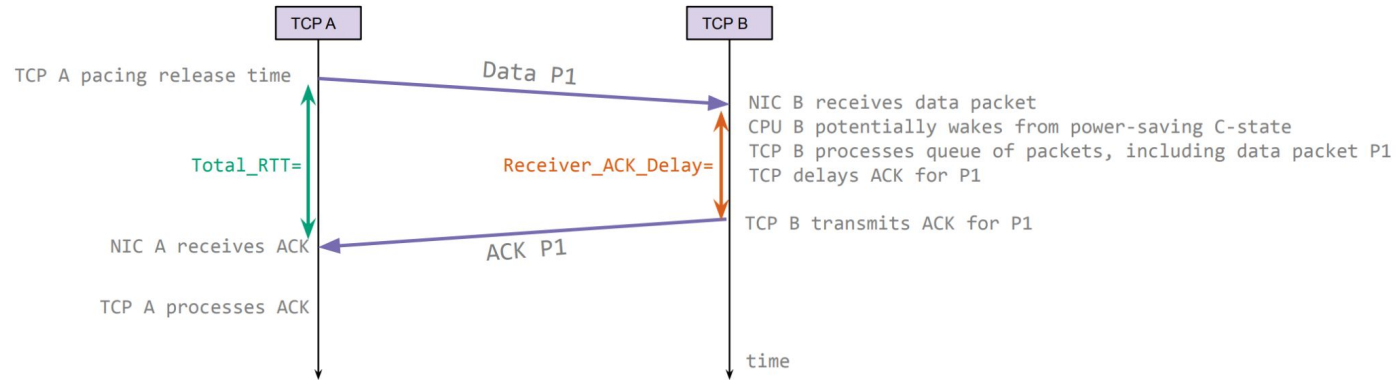 TCP A
TCP B
TCP A pacing release time
Data P1
NIC B receives data packet
CPU B potentially wakes from power-saving C-state
TCP B processes queue of packets, including data packet P1
TCP delays ACK for P1
Total_RTT=
Receiver_ACK_Delay=
TCP B transmits ACK for P1
NIC A receives ACK
ACK P1
TCP A processes ACK
time